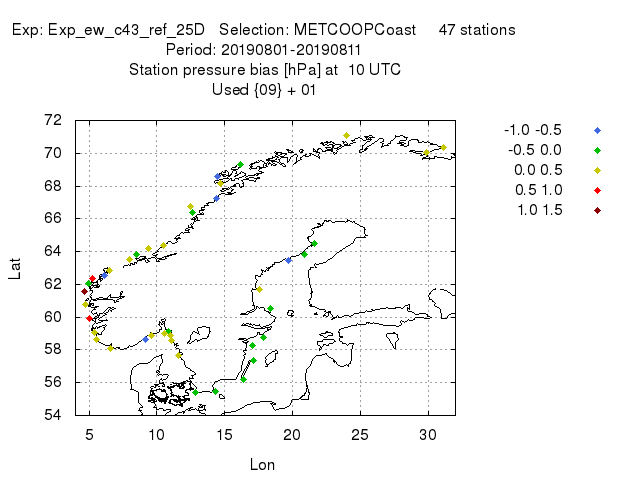 Exp: Exp_ew_c43_ref_25D   Selection: METCOOPCoast     47 stations
Period: 20190801-20190811
Station pressure bias [hPa] at  10 UTC
Used {09} + 01
72
70
68
66
64
62
60
58
56
54
Lat
5 10 15 20 25 30
Lon
-1.0 -0.5
-0.5 0.0
0.0 0.5
0.5 1.0
1.0 1.5